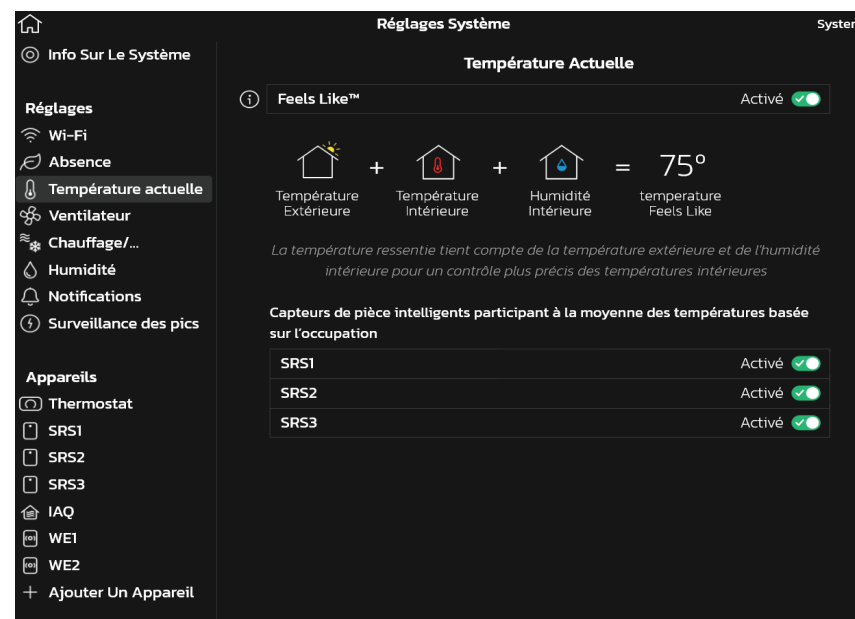 Réglages Système
Info Sur Le Système
Réglages
Wi-Fi
Absence
Température actuelle
Ventilateur
Chauffage/...
Humidité
Notifications
Surveillance des pics
Appareils
Thermostat
SRS1
SRS2
SRS3
IAQ
WE1
WE2
Ajouter Un Appareil
Température Actuelle
Feels Like™ Activé
+ + = 75°
Température Extérieure
Température Intérieure
Humidité Intérieure
temperature Feels Like
La température ressentie tient compte de la température extérieure et de l'humidité
intérieure pour un contrôle plus précis des températures intérieures
Capteurs de pièce intelligents participant à la moyenne des températures basée
sur l'occupation
SRS1 Activé
SRS2 Activé
SRS3 Activé